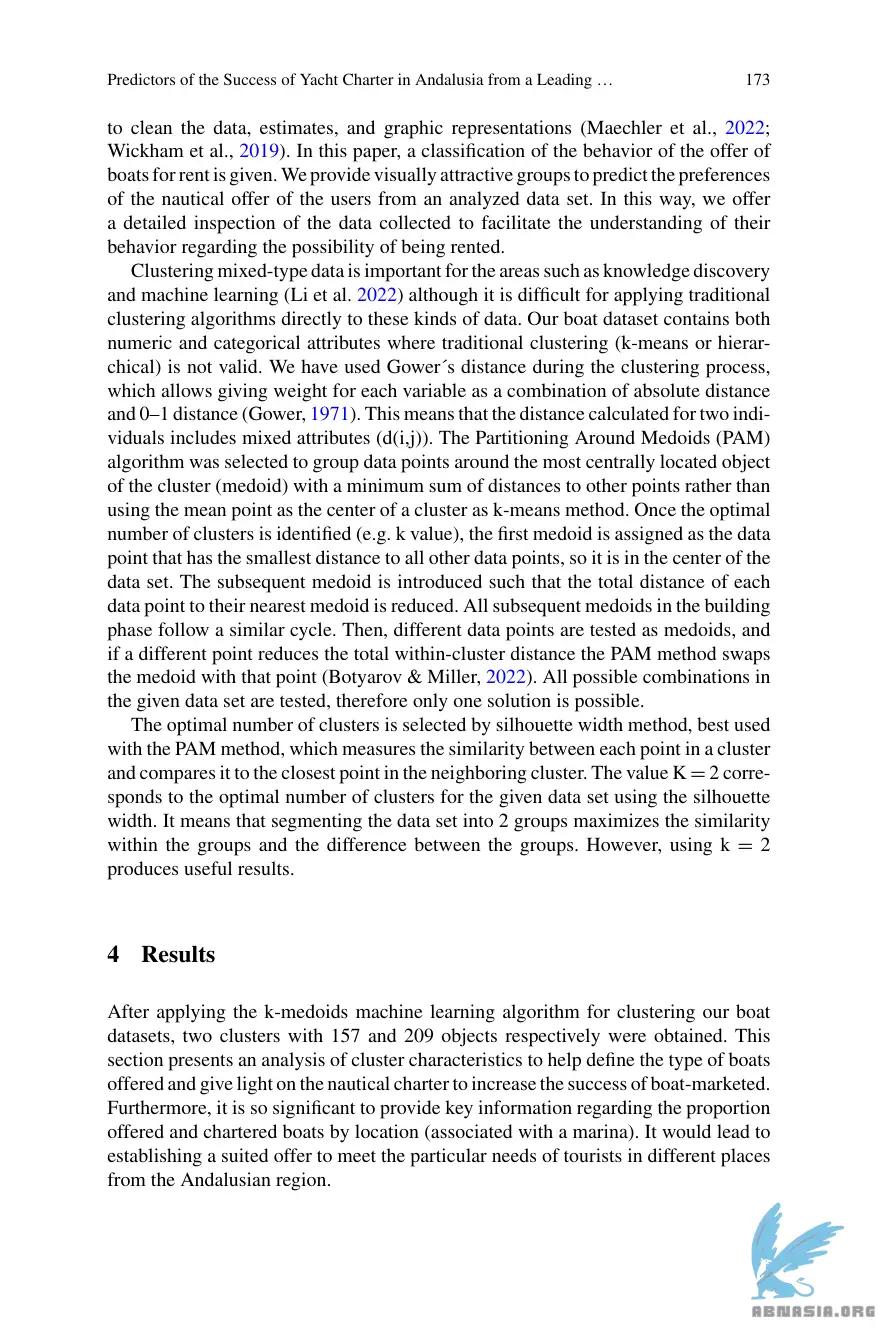 Predictors of the Success of Yacht Charter in Andalusia from a Leading … 173
to clean the data, estimates, and graphic representations (Maechler et al., 2022;
Wickham et al., 2019). In this paper, a classification of the behavior of the offer of
boats for rent is given. We provide visually attractive groups to predict the preferences
of the nautical offer of the users from an analyzed data set. In this way, we offer
a detailed inspection of the data collected to facilitate the understanding of their
behavior regarding the possibility of being rented.
Clustering mixed-type data is important for the areas such as knowledge discovery
and machine learning (Li et al. 2022) although it is difficult for applying traditional
clustering algorithms directly to these kinds of data. Our boat dataset contains both
numeric and categorical attributes where traditional clustering (k-means or hierar-
chical) is not valid. We have used Gower´s distance during the clustering process,
which allows giving weight for each variable as a combination of absolute distance
and 0–1 distance (Gower, 1971). This means that the distance calculated for two indi-
viduals includes mixed attributes (d(i,j)). The Partitioning Around Medoids (PAM)
algorithm was selected to group data points around the most centrally located object
of the cluster (medoid) with a minimum sum of distances to other points rather than
using the mean point as the center of a cluster as k-means method. Once the optimal
number of clusters is identified (e.g. k value), the first medoid is assigned as the data
point that has the smallest distance to all other data points, so it is in the center of the
data set. The subsequent medoid is introduced such that the total distance of each
data point to their nearest medoid is reduced. All subsequent medoids in the building
phase follow a similar cycle. Then, different data points are tested as medoids, and
if a different point reduces the total within-cluster distance the PAM method swaps
the medoid with that point (Botyarov & Miller, 2022). All possible combinations in
the given data set are tested, therefore only one solution is possible.
The optimal number of clusters is selected by silhouette width method, best used
with the PAM method, which measures the similarity between each point in a cluster
and compares it to the closest point in the neighboring cluster. The value K = 2 corre-
sponds to the optimal number of clusters for the given data set using the silhouette
width. It means that segmenting the data set into 2 groups maximizes the similarity
within the groups and the difference between the groups. However, using k = 2
produces useful results.
4 Results
After applying the k-medoids machine learning algorithm for clustering our boat
datasets, two clusters with 157 and 209 objects respectively were obtained. This
section presents an analysis of cluster characteristics to help define the type of boats
offered and give light on the nautical charter to increase the success of boat-marketed.
Furthermore, it is so significant to provide key information regarding the proportion
offered and chartered boats by location (associated with a marina). It would lead to
establishing a suited offer to meet the particular needs of tourists in different places
from the Andalusian region.
ABNASIA.ORG